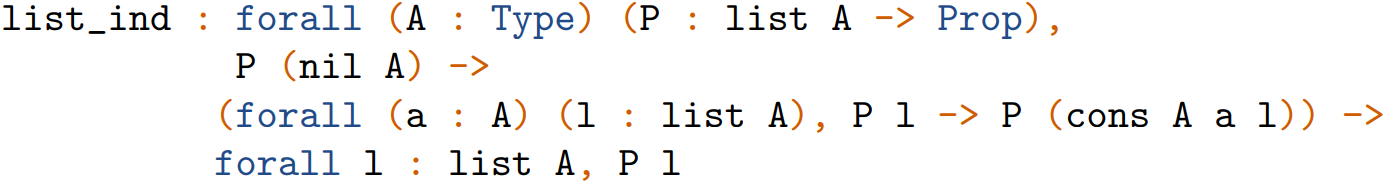 list_ind : forall (A : Type) (P : list A -> Prop),
P (nil A) ->
(forall (a : A) (l : list A), P l -> P (cons A a l)) ->
forall l : list A, P l